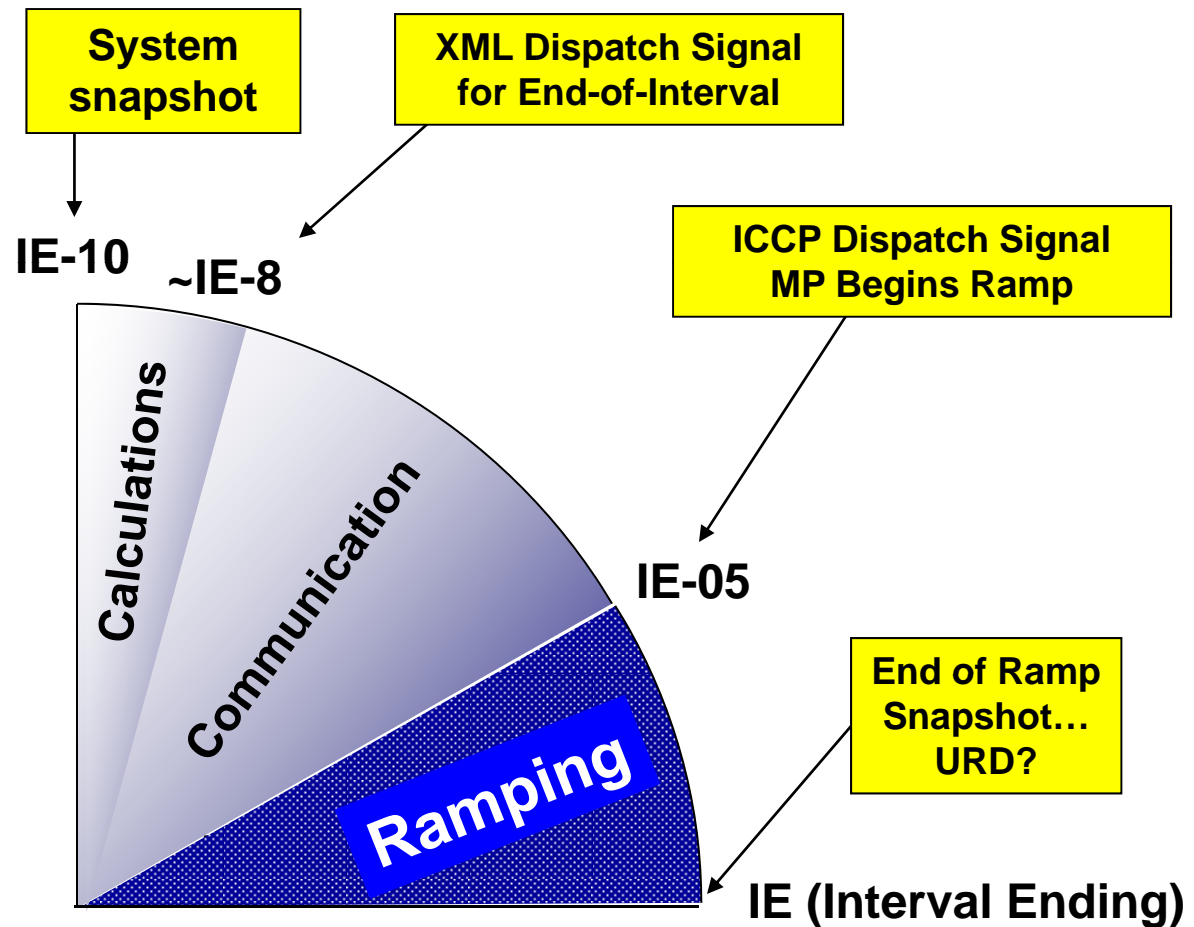 System
snapshot
XML Dispatch Signal
for End-of-Interval
IE-10
~IE-8
ICCP Dispatch Signal
MP Begins Ramp
Calculations
Communication
IE-05
Ramping
End of Ramp
Snapshot…
URD?
IE (Interval Ending)